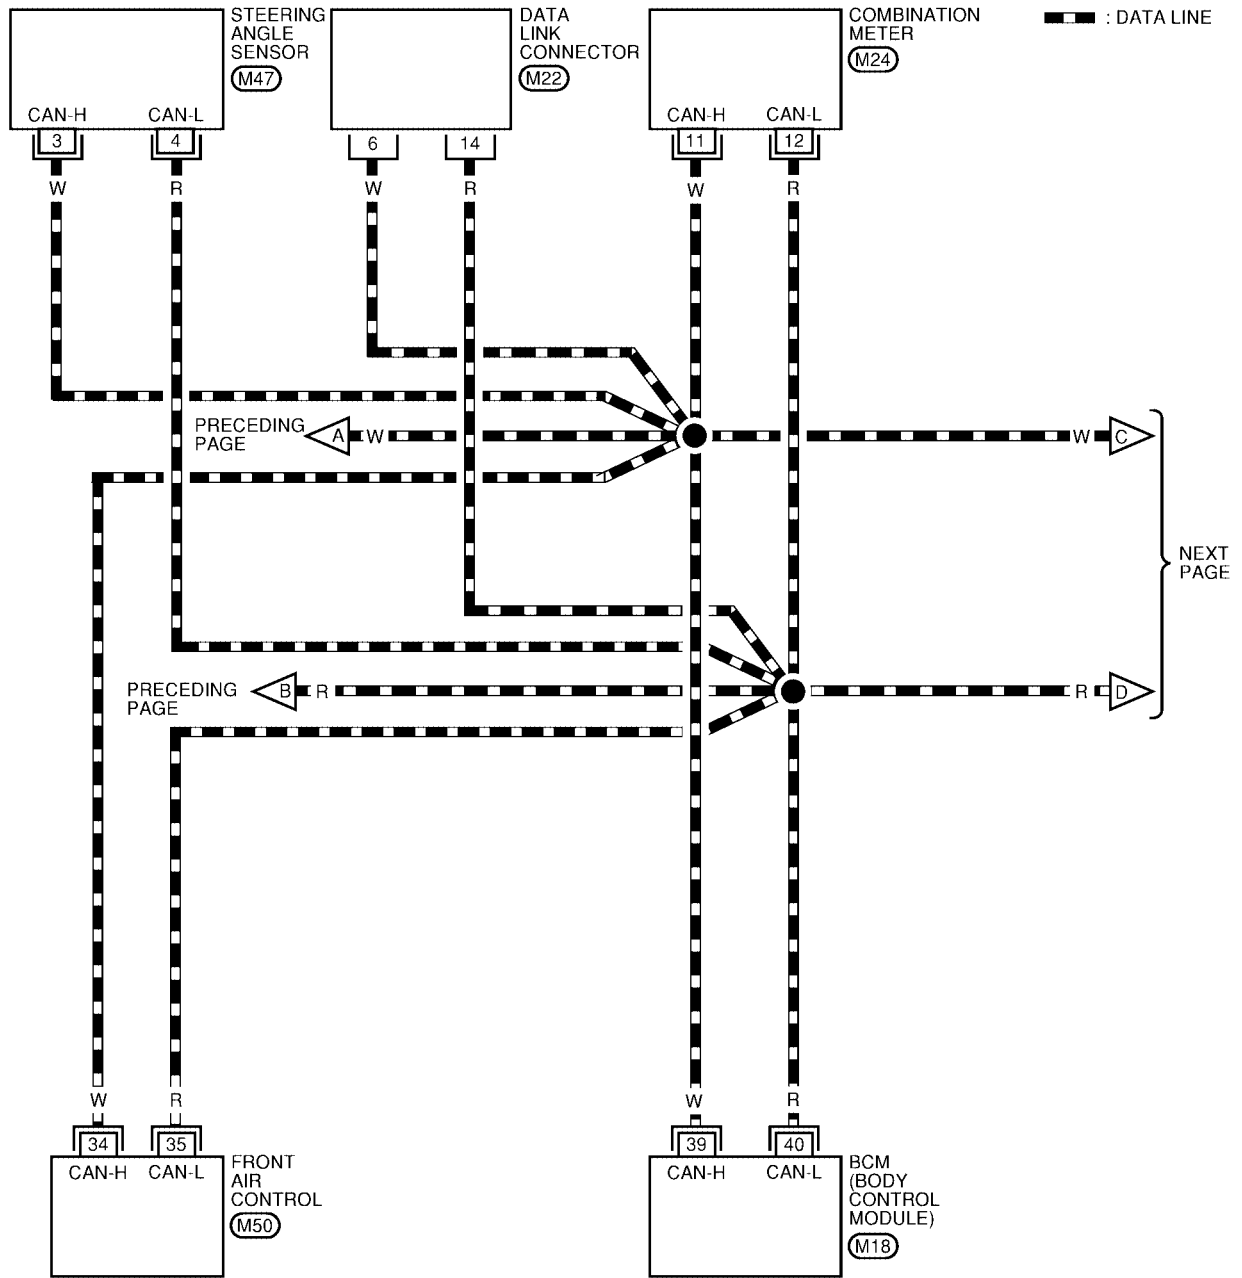 STEERING
ANGLE
SENSOR
M47
DATA
LINK
CONNECTOR
M22
COMBINATION
METER
M24
: DATA LINE
CAN-H CAN-L
CAN-H CAN-L
3 4 6 14 11 12
W R W R W R
PRECEDING
PAGE
A W
W C
NEXT
PAGE
PRECEDING
PAGE
B R
R D
W R W R
34 35 39 40
CAN-H CAN-L
FRONT
AIR
CONTROL
M50
CAN-H CAN-L
BCM
(BODY
CONTROL
MODULE)
M18